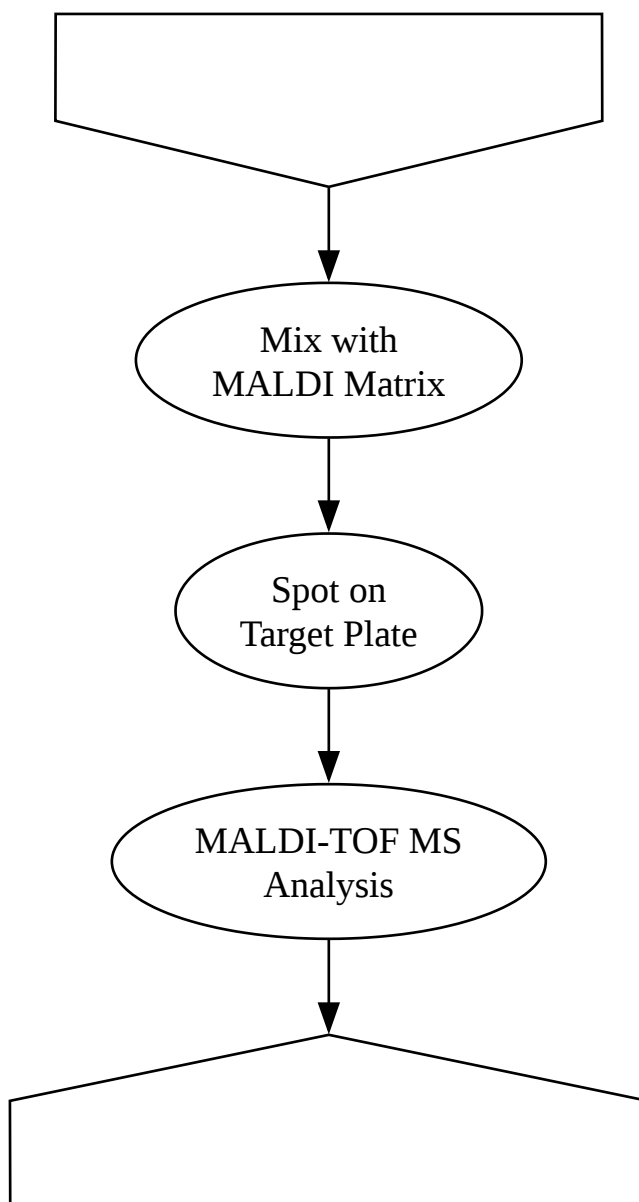 Mix with
MALDI Matrix
Spot on
Target Plate
MALDI-TOF MS
Analysis